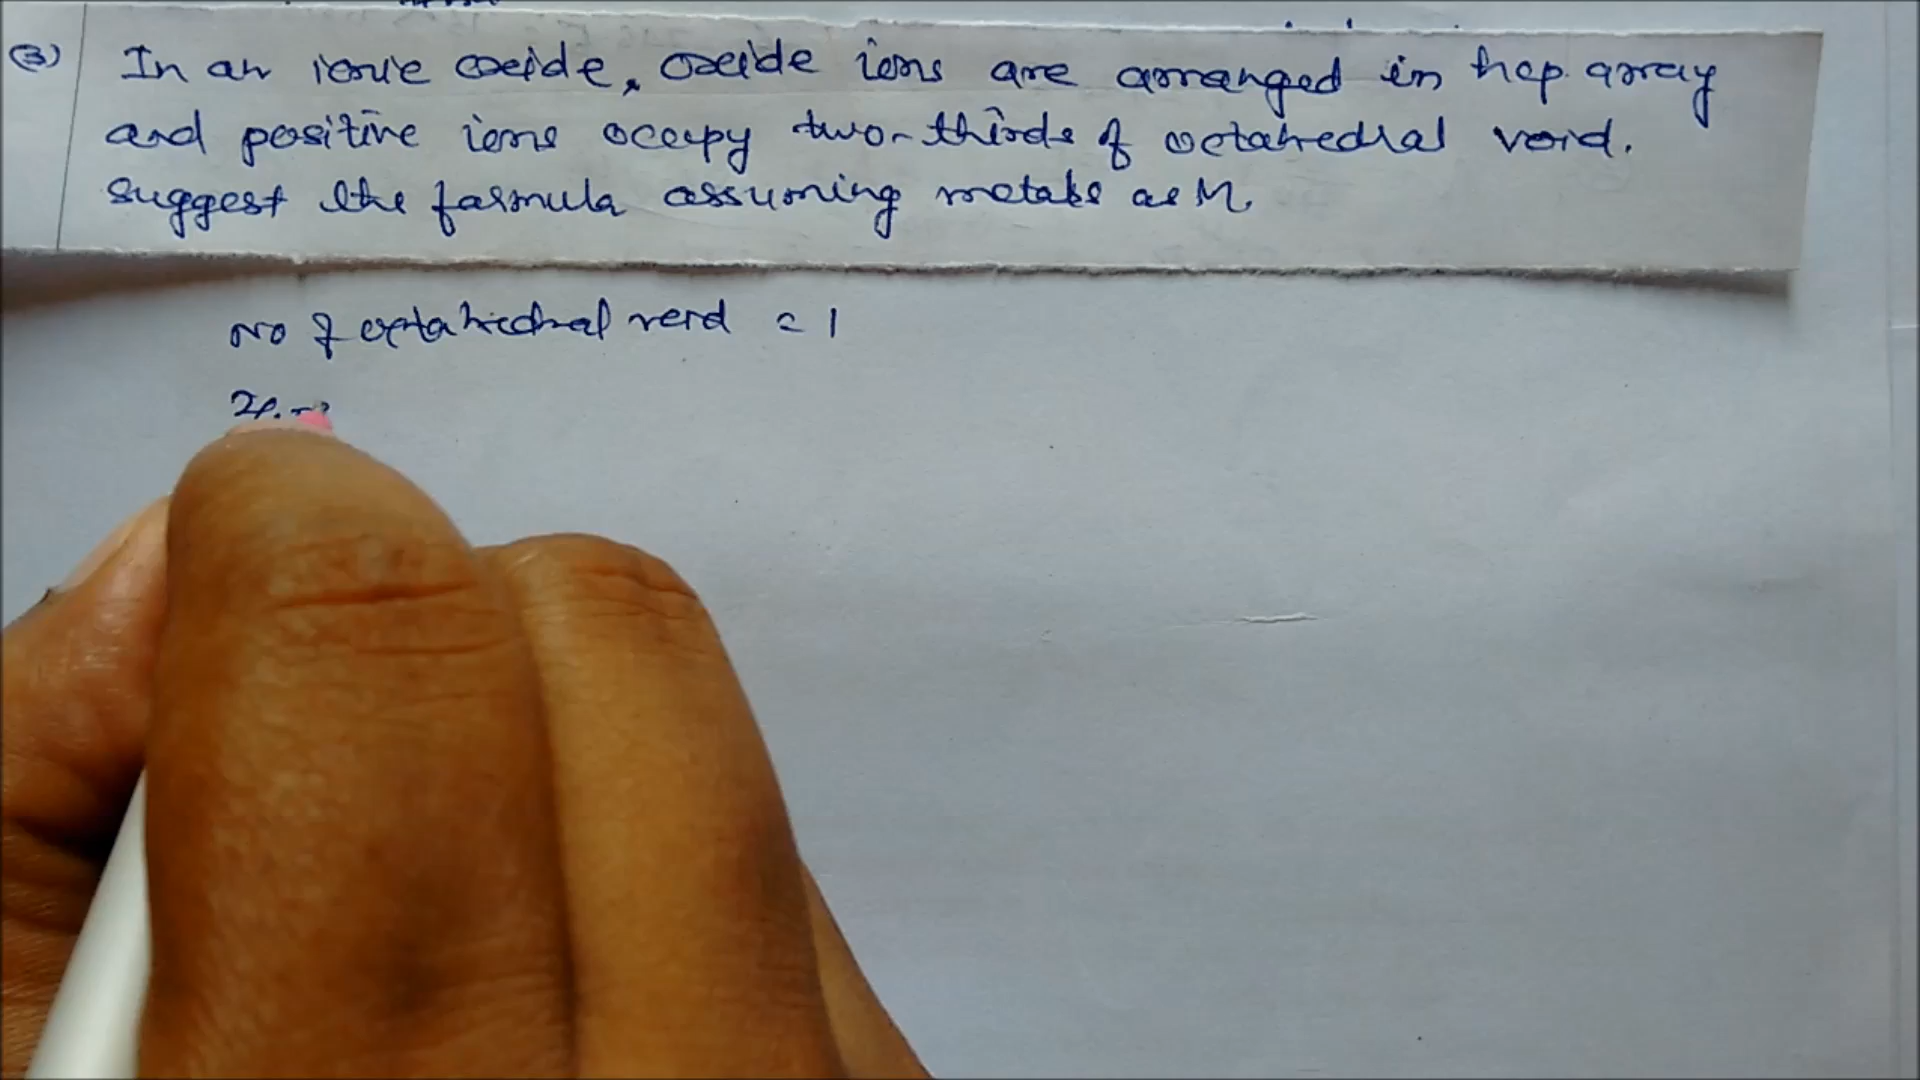 (3) In an ionic oxide, oxide ions are arranged in hcp array
and positive ions occupy two-thirds of octahedral void.
Suggest the formula assuming metals as M.
No of octahedral void = 1